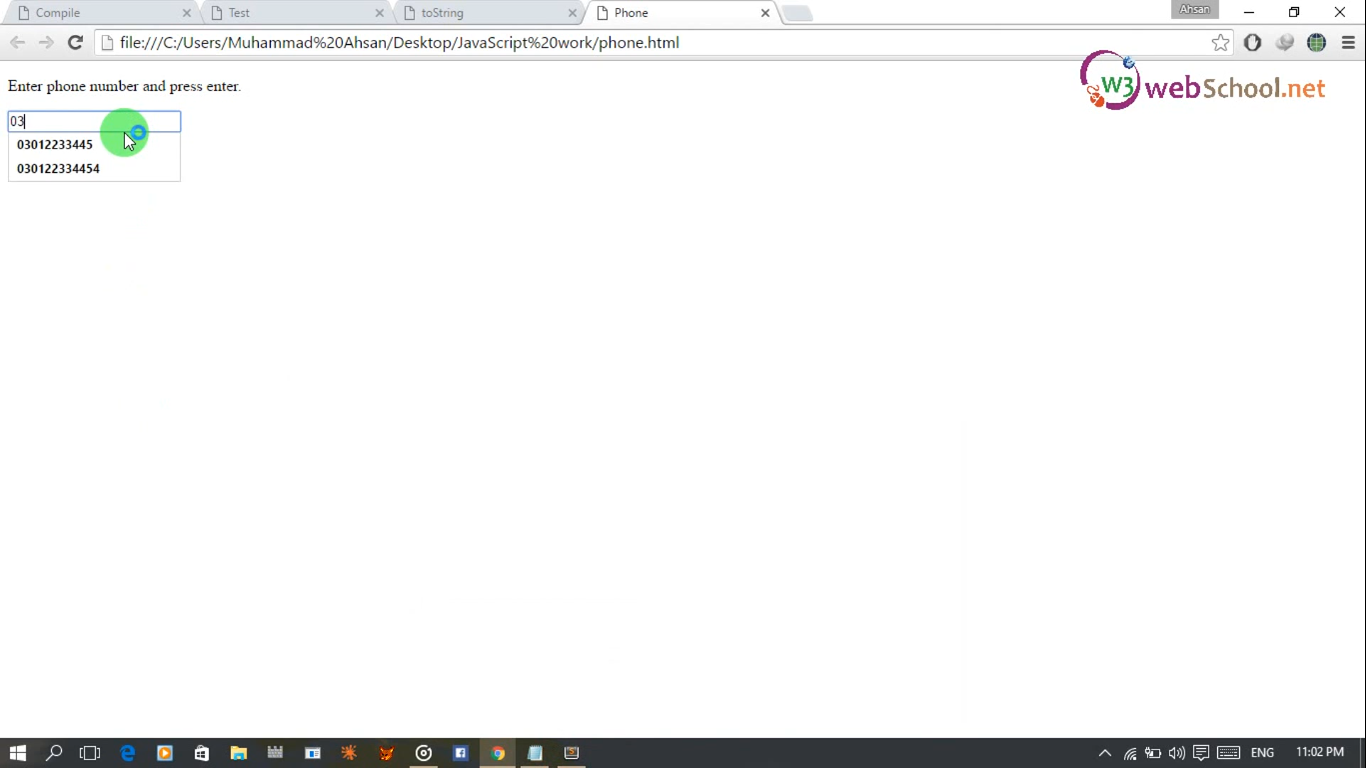 Compile
Test
toString
Phone
Ahsan
file:///C:/Users/Muhammad%20Ahsan/Desktop/JavaScript%20work/phone.html
W3 webSchool.net
Enter phone number and press enter.
03
03012233445
030122334454
ENG
11:02 PM